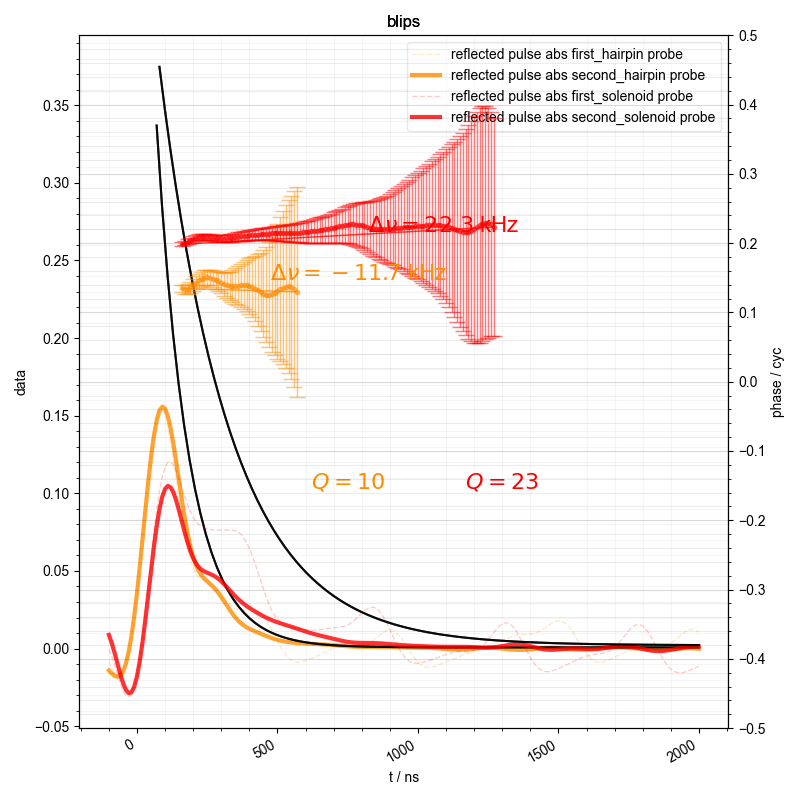 blips
reflected pulse abs first_hairpin probe
reflected pulse abs second_hairpin probe
reflected pulse abs first_solenoid probe
reflected pulse abs second_solenoid probe
Δν = 22.3 kHz
Δν = −11.7 kHz
Q = 10
Q = 23
data
0.35
0.30
0.25
0.20
0.15
0.10
0.05
0.00
−0.05
0.5
0.4
0.3
0.2
0.1
0.0
−0.1
−0.2
−0.3
−0.4
−0.5
phase / cyc
0
500
1000
1500
2000
t / ns